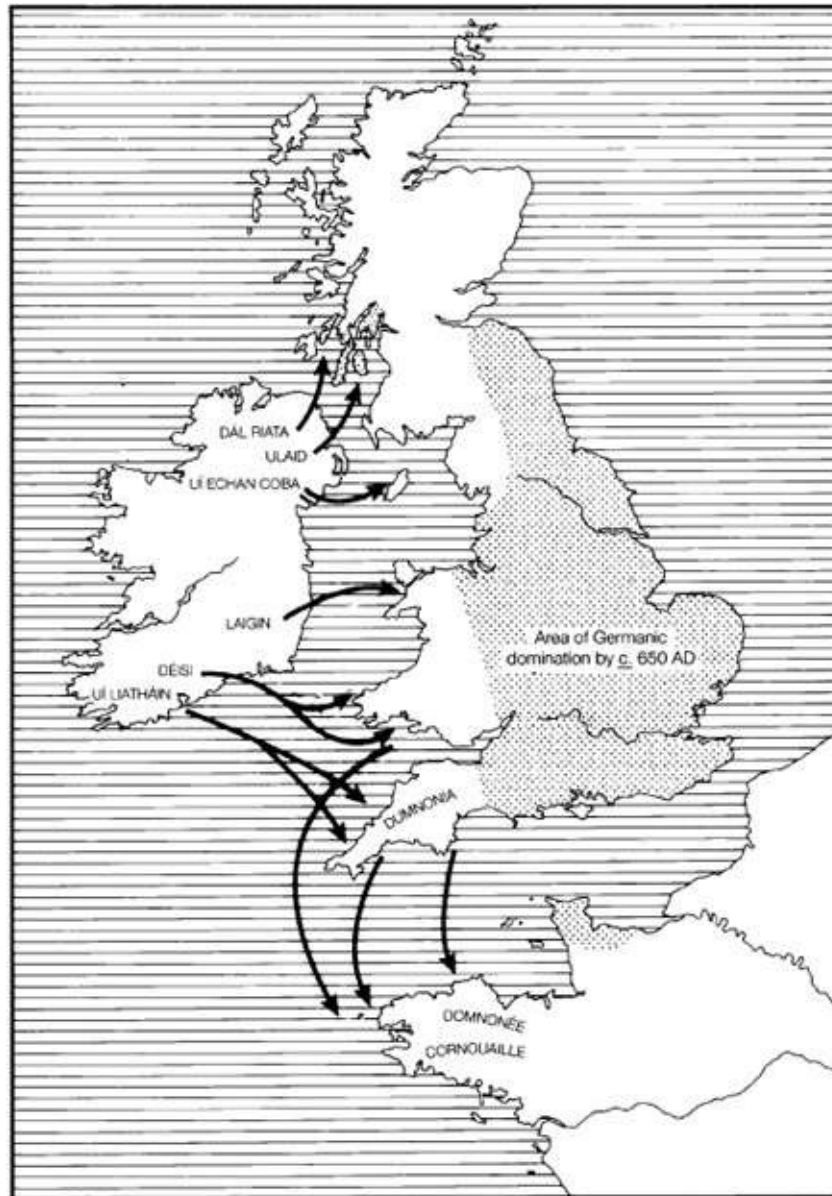 DÁL RIATA
ULAID
UÍ ECHAN COBA
LAIGIN
DÉISI
UÍ LIATHÁIN
Area of Germanic
domination by c. 650 AD
DUMNONIA
DOMNONÉE
CORNOUAILLE